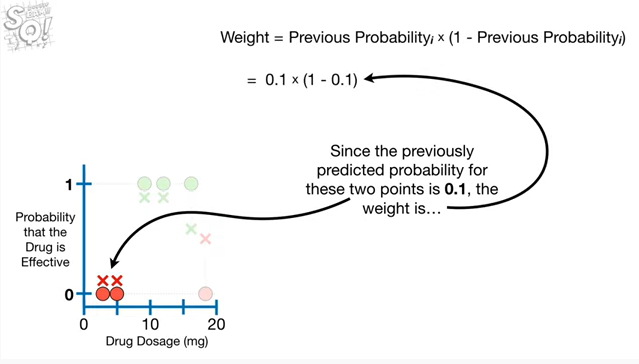 SQ!
Weight = Previous Probabilityᵢ × (1 - Previous Probabilityᵢ)
= 0.1 × (1 - 0.1)
Since the previously
predicted probability for
these two points is 0.1, the
weight is…
1
Probability
that the
Drug is
Effective
0
0 10 20
Drug Dosage (mg)